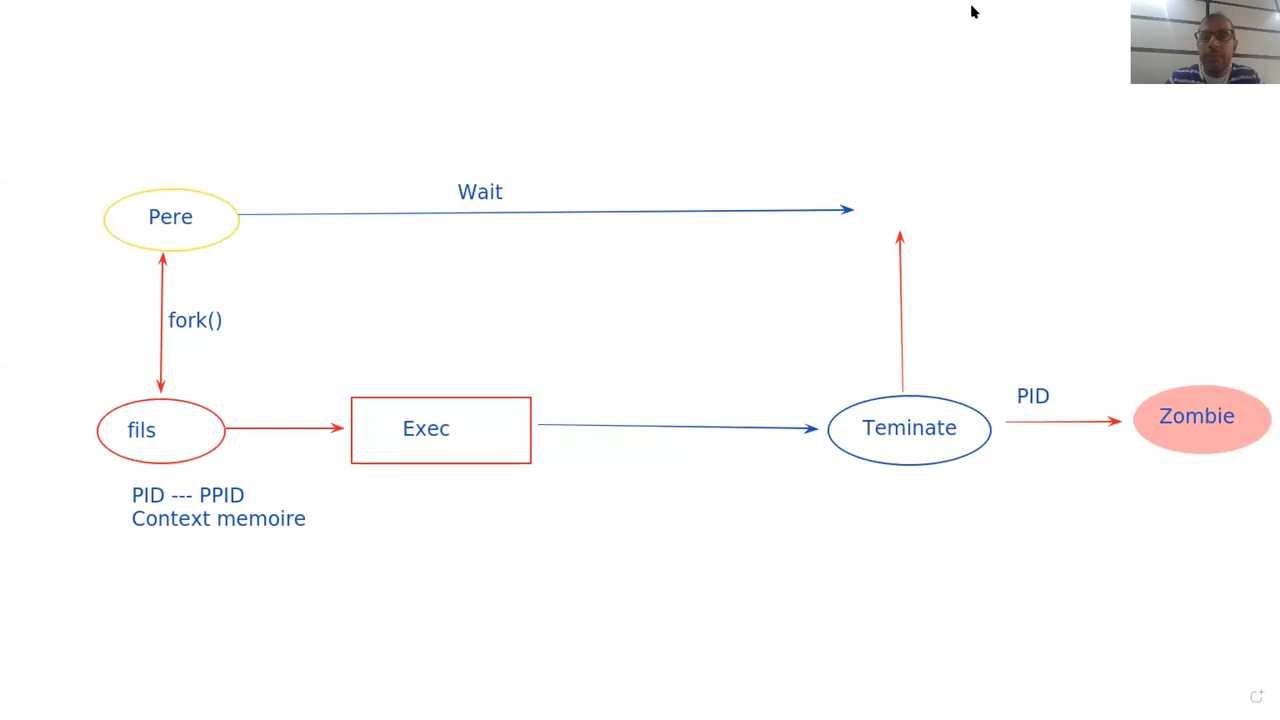 Wait
Pere
fork()
PID
fils
Exec
Teminate
Zombie
PID --- PPID
Context memoire